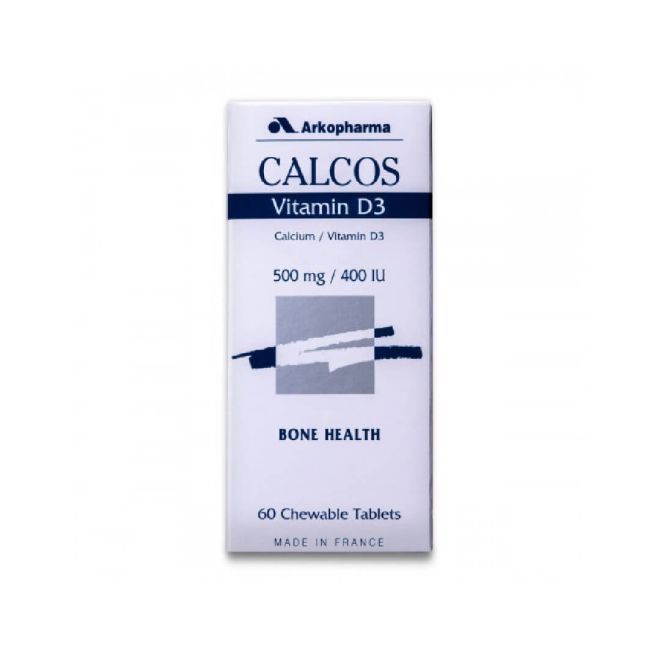 Arkopharma
CALCOS
Vitamin D3
Calcium / Vitamin D3
500 mg / 400 IU
BONE HEALTH
60 Chewable Tablets
MADE IN FRANCE